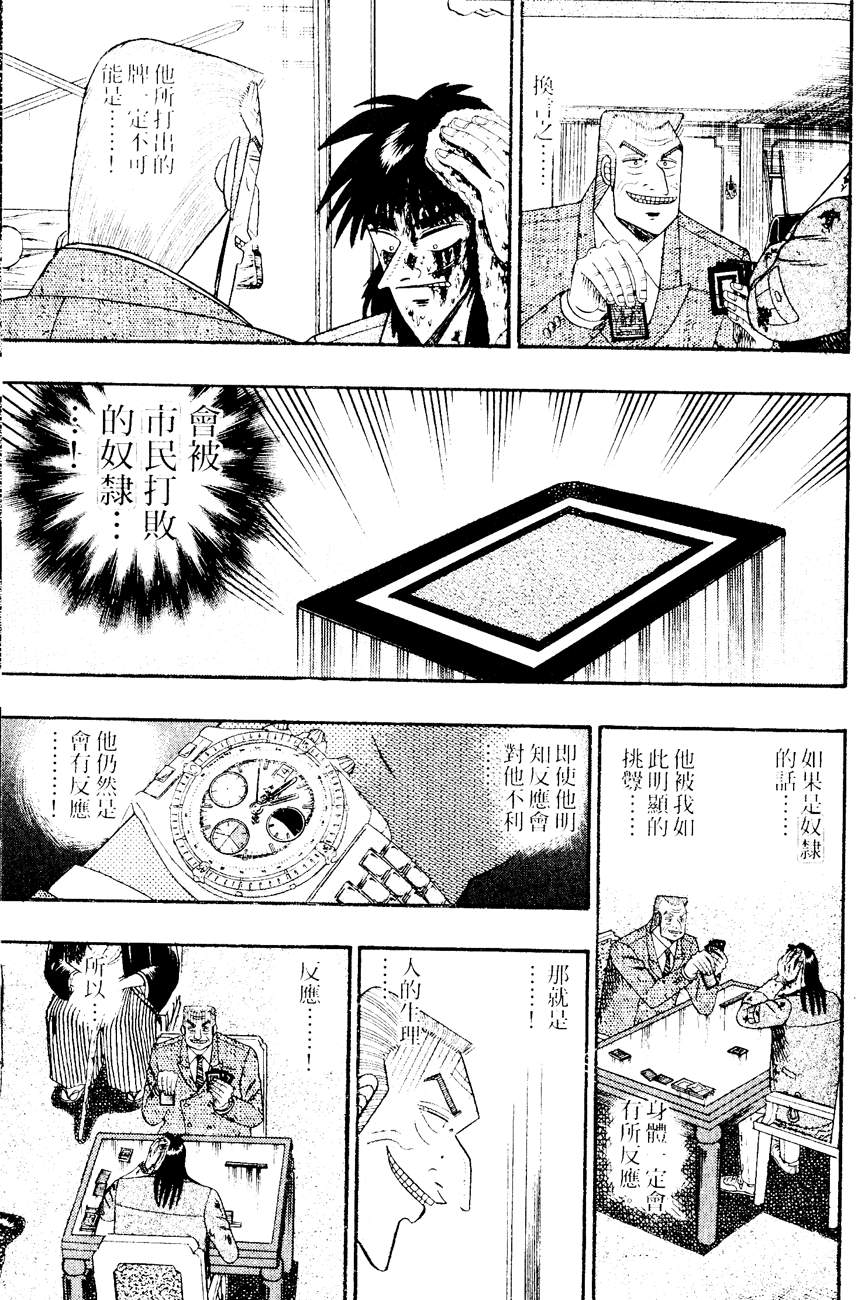 換言之……
他所打出的
牌一定不可
能是……！
會被
市民打敗
的奴隸…
…！
如果是奴隸
的話……
他被我如
此明顯的
挑釁……
身體一定會
有所反應。
即使他明
知反應會
對他不利
……
他仍然是
會有反應
……！
那就是
……！
人的生理
反應……！
所以…